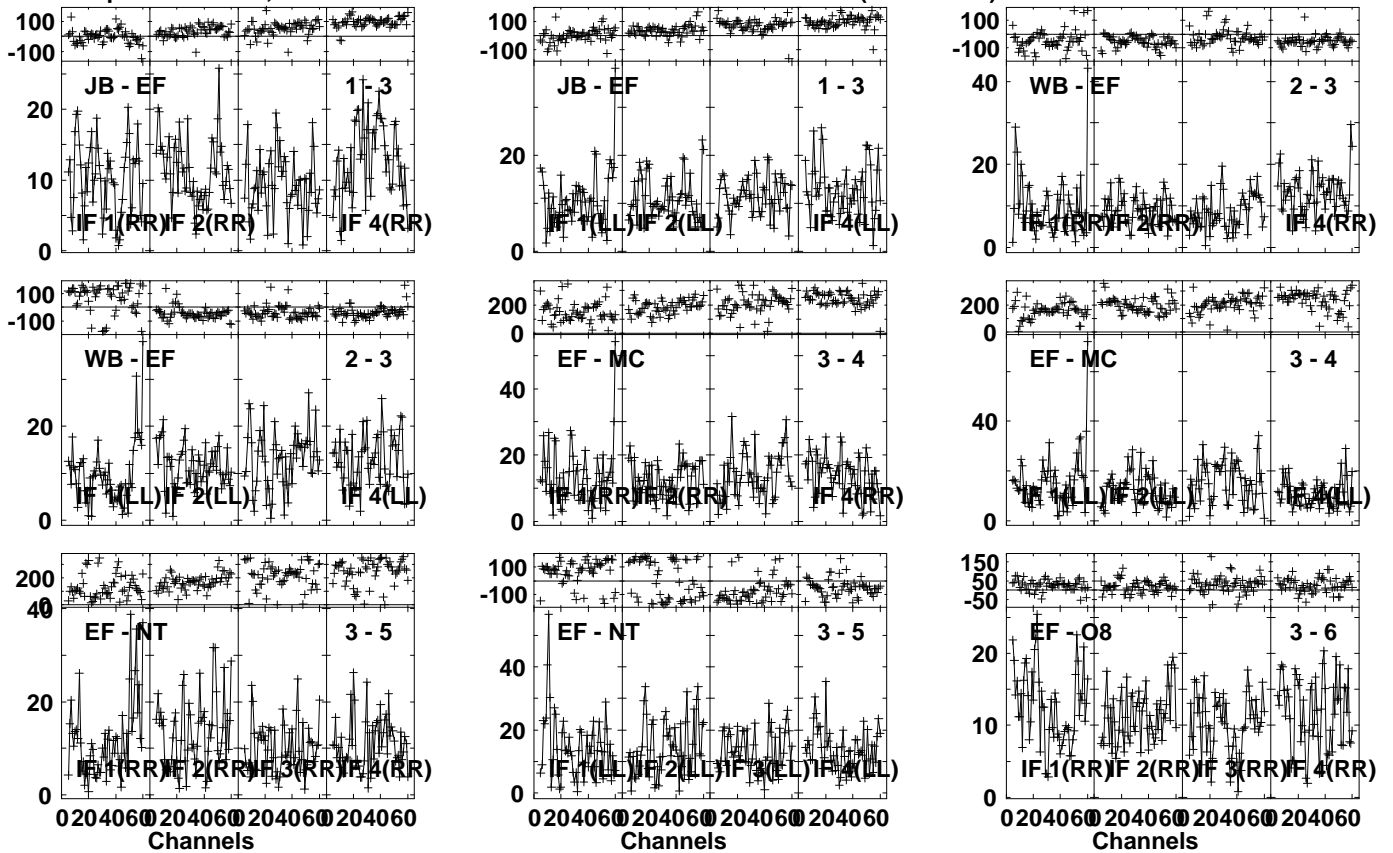 100 100 100
-100 -100 -100
JB - EF 1 - 3 JB - EF 1 - 3 WB - EF 2 - 3
40
20 20 20
10 10
IF 1(RR) IF 2(RR) IF 4(RR) IF 1(LL) IF 2(LL) IF 4(LL) IF 1(RR) IF 2(RR) IF 4(RR)
0 0 0
100 200 200
-100 0 0
WB - EF 2 - 3 EF - MC 3 - 4 EF - MC 3 - 4
40 40
20 20
IF 1(LL) IF 2(LL) IF 4(LL) IF 1(RR) IF 2(RR) IF 4(RR) IF 1(LL) IF 2(LL) IF 4(LL)
0 0 0
200 100 150
0 -100 50
40 -50
EF - NT 3 - 5 EF - NT 3 - 5 EF - O8 3 - 6
40
20 20 20
10
IF 1(RR) IF 2(RR) IF 3(RR) IF 4(RR) IF 1(LL) IF 2(LL) IF 3(LL) IF 4(LL) IF 1(RR) IF 2(RR) IF 3(RR) IF 4(RR)
0 0 0
0 20 40 60 0 20 40 60 0 20 40 60 0 20 40 60 0 20 40 60 0 20 40 60 0 20 40 60 0 20 40 60 0 20 40 60 0 20 40 60 0 20 40 60 0 20 40 60
Channels Channels Channels